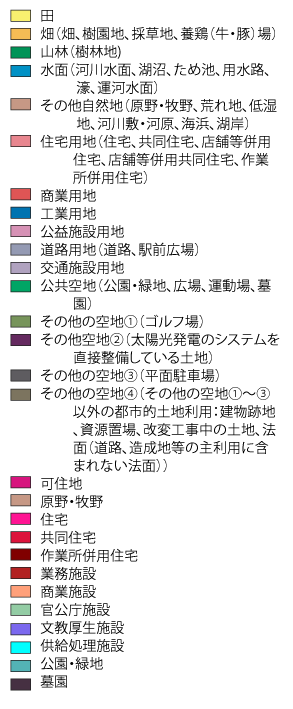 田
畑（畑、樹園地、採草地、養鶏（牛・豚）場）
山林（樹林地）
水面（河川水面、湖沼、ため池、用水路、
濠、運河水面）
その他自然地（原野・牧野、荒れ地、低湿
地、河川敷・河原、海浜、湖岸）
住宅用地（住宅、共同住宅、店舗等併用
住宅、店舗等併用共同住宅、作業
所併用住宅）
商業用地
工業用地
公益施設用地
道路用地（道路、駅前広場）
交通施設用地
公共空地（公園・緑地、広場、運動場、墓
園）
その他の空地①（ゴルフ場）
その他空地②（太陽光発電のシステムを
直接整備している土地）
その他の空地③（平面駐車場）
その他の空地④（その他の空地①～③
以外の都市的土地利用：建物跡地
、資源置場、改変工事中の土地、法
面（道路、造成地等の主利用に含
まれない法面））
可住地
原野・牧野
住宅
共同住宅
作業所併用住宅
業務施設
商業施設
官公庁施設
文教厚生施設
供給処理施設
公園・緑地
墓園